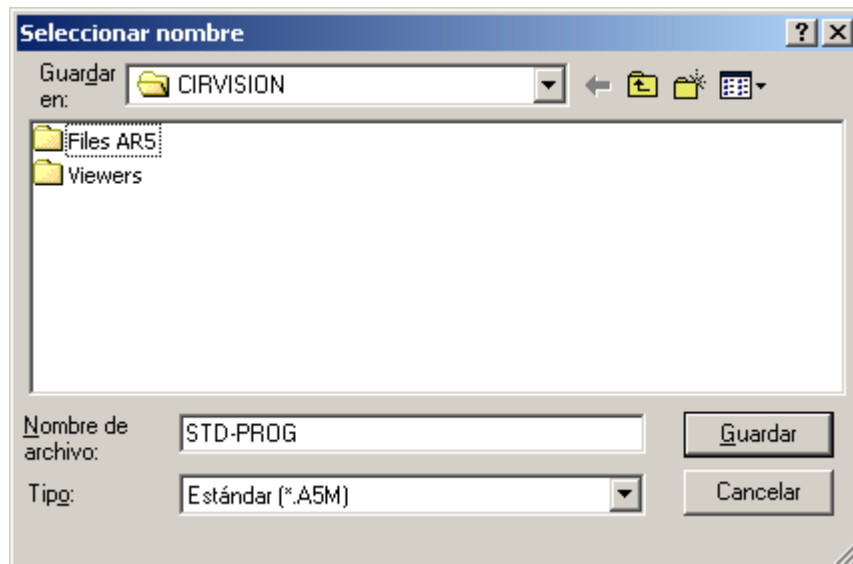 Seleccionar nombre
Guardar
en:
CIRVISION
Files AR5
Viewers
Nombre de
archivo:
STD-PROG
Guardar
Tipo:
Estándar (*.A5M)
Cancelar